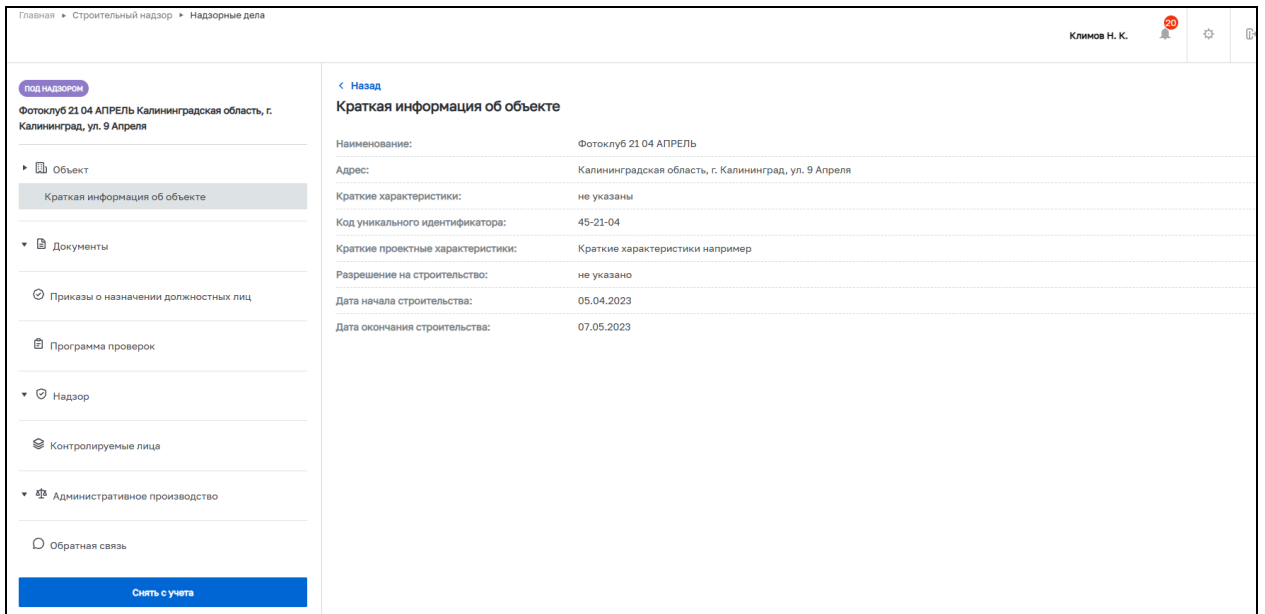 Главная ▸ Строительный надзор ▸ Надзорные дела
Климов Н. К.
20
ПОД НАДЗОРОМ
Фотоклуб 21 04 АПРЕЛЬ Калининградская область, г.
Калининград, ул. 9 Апреля
Объект
Краткая информация об объекте
Документы
Приказы о назначении должностных лиц
Программа проверок
Надзор
Контролируемые лица
Административное производство
Обратная связь
Снять с учета
Назад
Краткая информация об объекте
Наименование: Фотоклуб 21 04 АПРЕЛЬ
Адрес: Калининградская область, г. Калининград, ул. 9 Апреля
Краткие характеристики: не указаны
Код уникального идентификатора: 45-21-04
Краткие проектные характеристики: Краткие характеристики например
Разрешение на строительство: не указано
Дата начала строительства: 05.04.2023
Дата окончания строительства: 07.05.2023